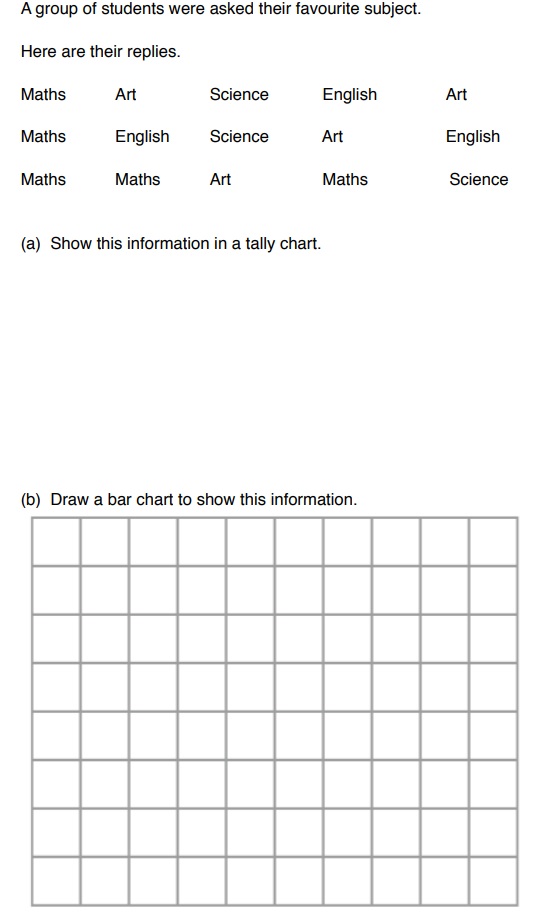 A group of students were asked their favourite subject.
Here are their replies.
Maths Art Science English Art
Maths English Science Art English
Maths Maths Art Maths Science
(a) Show this information in a tally chart.
(b) Draw a bar chart to show this information.